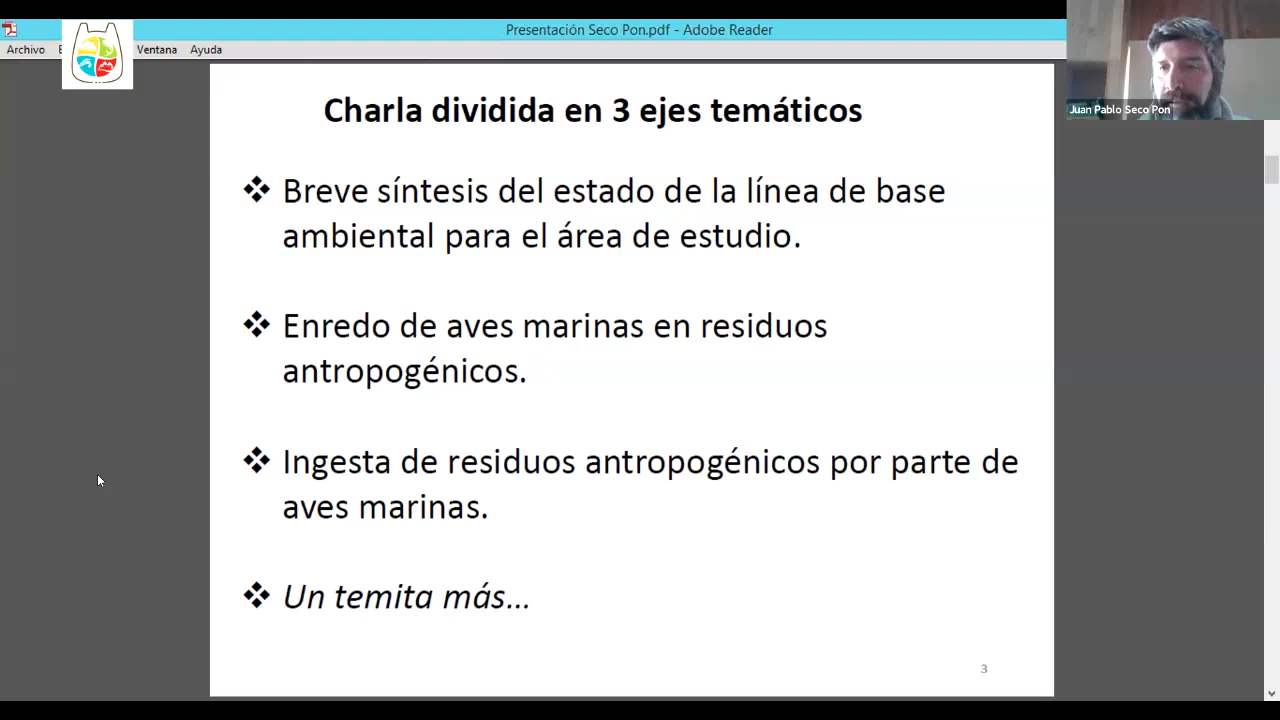 Presentación Seco Pon.pdf - Adobe Reader
Archivo
Ventana Ayuda
Juan Pablo Seco Pon
Charla dividida en 3 ejes temáticos
❖ Breve síntesis del estado de la línea de base
ambiental para el área de estudio.
❖ Enredo de aves marinas en residuos
antropogénicos.
❖ Ingesta de residuos antropogénicos por parte de
aves marinas.
❖ Un temita más...
3